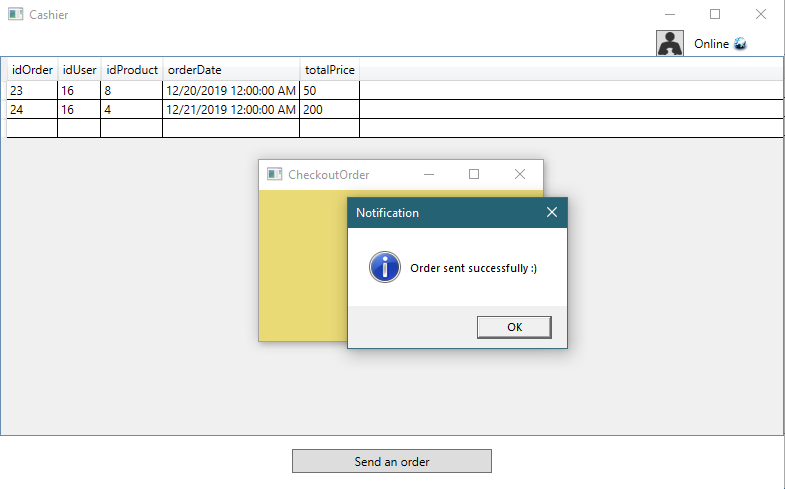 Cashier
Online
idOrder idUser idProduct orderDate totalPrice
23 16 8 12/20/2019 12:00:00 AM 50
24 16 4 12/21/2019 12:00:00 AM 200
CheckoutOrder
Notification
Order sent successfully :)
OK
Send an order